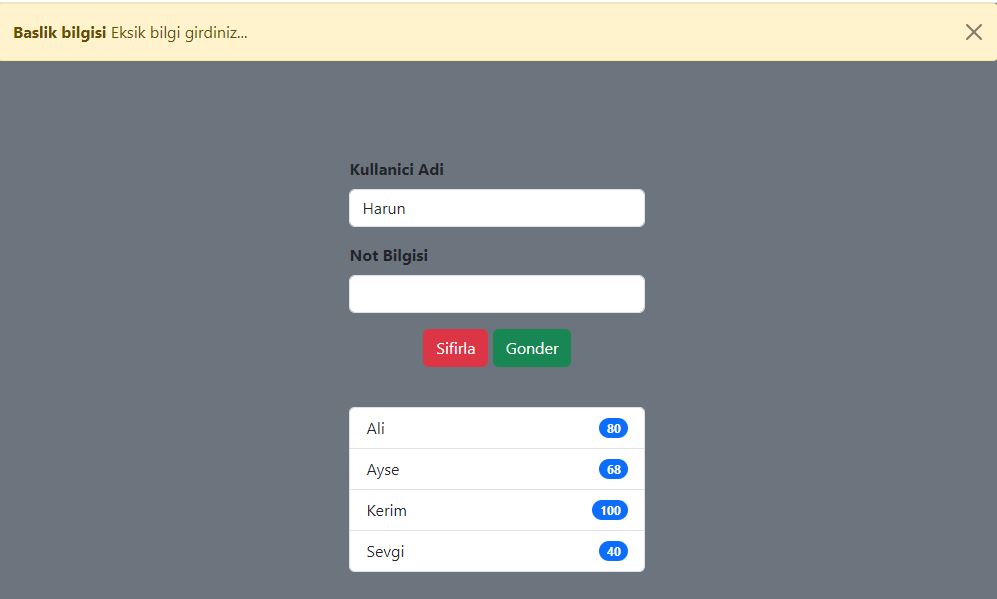 Baslik bilgisi Eksik bilgi girdiniz...
Kullanici Adi
Harun
Not Bilgisi
Sifirla Gonder
Ali 80
Ayse 68
Kerim 100
Sevgi 40